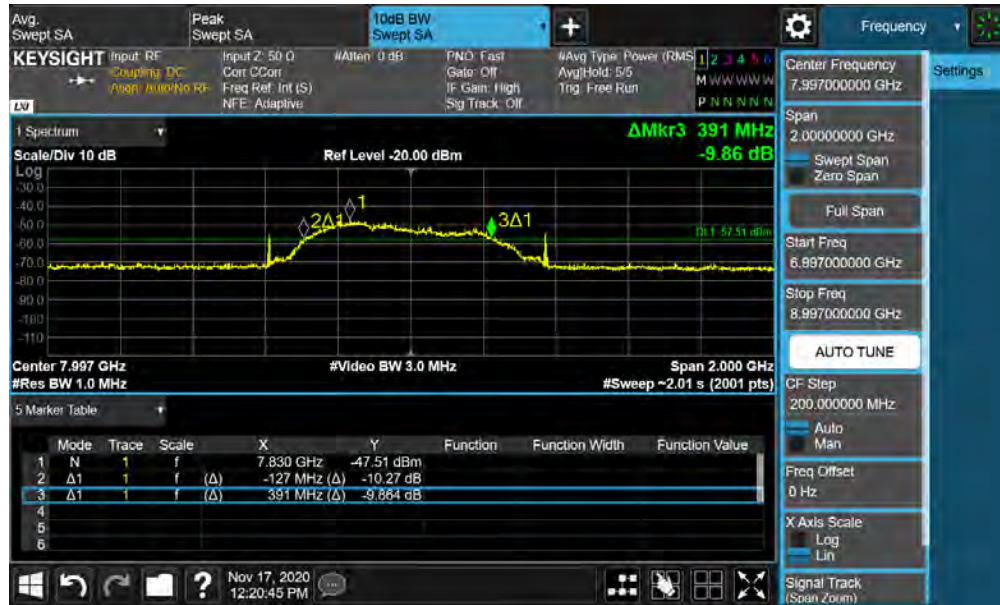 Avg.
Swept SA
Peak
Swept SA
10dB BW
Swept SA
Frequency
KEYSIGHT
Input: RF
Coupling: DC
Align: Auto/No RF
Input Z: 50 Ω
Corr CCorr
Freq Ref: Int (S)
NFE: Adaptive
#Atten: 0 dB
PNO: Fast
Gate: Off
IF Gain: High
Sig Track: Off
#Avg Type: Power (RMS
Avg|Hold: 5/5
Trig: Free Run
1 2 3 4 5 6
M W W W W W
P N N N N N
LXI
1 Spectrum
Scale/Div 10 dB
Ref Level -20.00 dBm
ΔMkr3 391 MHz
-9.86 dB
Log
-30.0
-40.0
-50.0
-60.0
-70.0
-80.0
-90.0
-100
-110
1
2Δ1
3Δ1
DL1 -57.51 dBm
Center 7.997 GHz
#Video BW 3.0 MHz
Span 2.000 GHz
#Res BW 1.0 MHz
#Sweep ~2.01 s (2001 pts)
5 Marker Table
Mode Trace Scale X Y Function Function Width Function Value
1 N 1 f 7.830 GHz -47.51 dBm
2 Δ1 1 f (Δ) -127 MHz (Δ) -10.27 dB
3 Δ1 1 f (Δ) 391 MHz (Δ) -9.864 dB
4
5
6
Nov 17, 2020
12:20:45 PM
?
Settings
Center Frequency
7.997000000 GHz
Span
2.00000000 GHz
Swept Span
Zero Span
Full Span
Start Freq
6.997000000 GHz
Stop Freq
8.997000000 GHz
AUTO TUNE
CF Step
200.000000 MHz
Auto
Man
Freq Offset
0 Hz
X Axis Scale
Log
Lin
Signal Track
(Span Zoom)